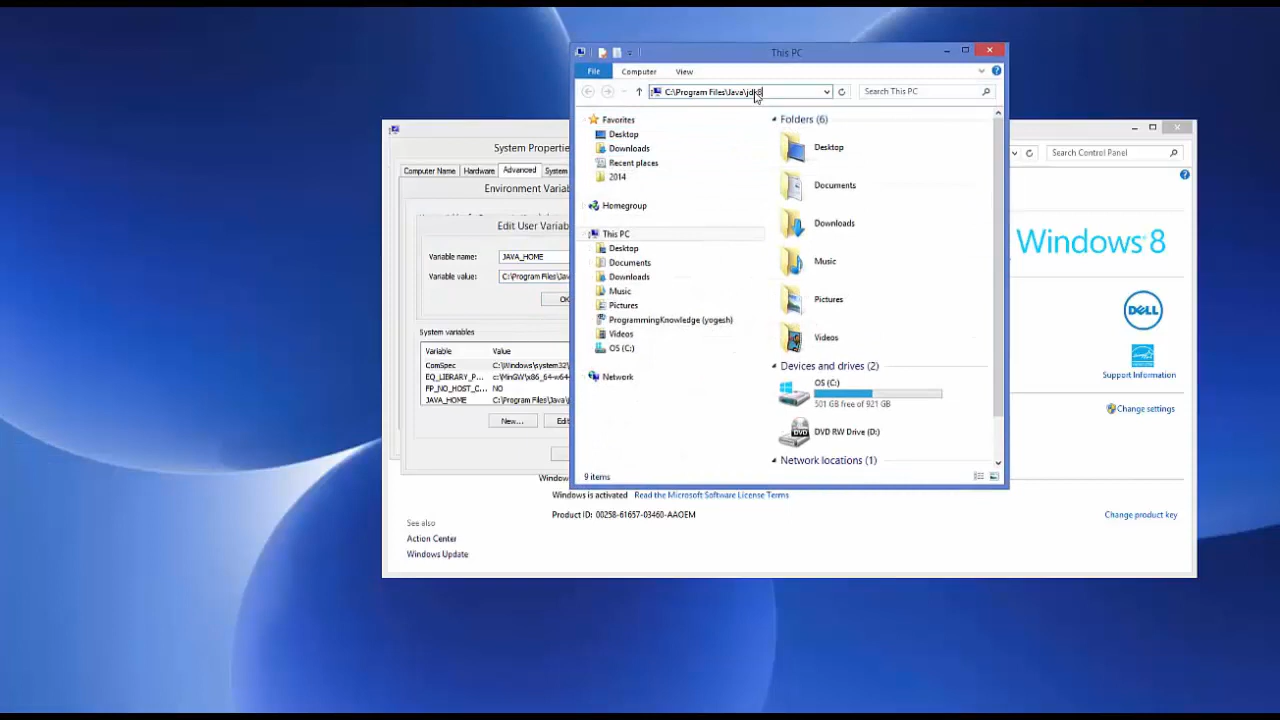 This PC
File Computer View
C:\Program Files\Java\jdk8
Search This PC
Favorites
Desktop
Downloads
Recent places
2014
Homegroup
This PC
Desktop
Documents
Downloads
Music
Pictures
ProgrammingKnowledge (yogesh)
Videos
OS (C:)
Network
9 items
Folders (6)
Desktop
Documents
Downloads
Music
Pictures
Videos
Devices and drives (2)
OS (C:)
501 GB free of 921 GB
DVD RW Drive (D:)
Network locations (1)
System Properties
Computer Name Hardware Advanced System
Environment Variab
Edit User Variab
Variable name: JAVA_HOME
Variable value: C:\Program Files\Jav
OK
System variables
Variable Value
ComSpec C:\Windows\system32\
EQ_LIBRARY_P... c:\MinGW\x86_64-w64-
FP_NO_HOST_C... NO
JAVA_HOME C:\Program Files\Java\j
New... Edit
Search Control Panel
Windows 8
DELL
Support Information
Change settings
Windows
Windows is activated Read the Microsoft Software License Terms
Product ID: 00258-61657-03460-AAOEM
Change product key
See also
Action Center
Windows Update